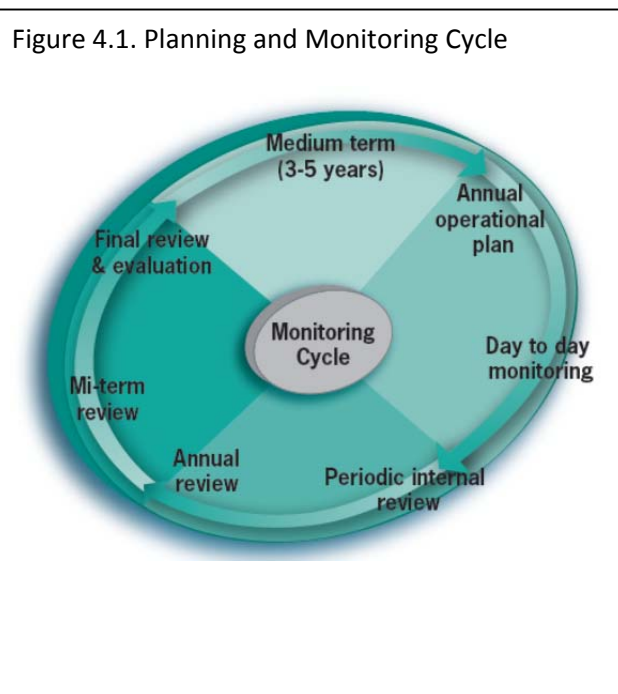 Figure 4.1. Planning and Monitoring Cycle
Medium term
(3-5 years)
Annual
operational
plan
Day to day
monitoring
Periodic internal
review
Annual
review
Mi-term
review
Final review
& evaluation
Monitoring
Cycle